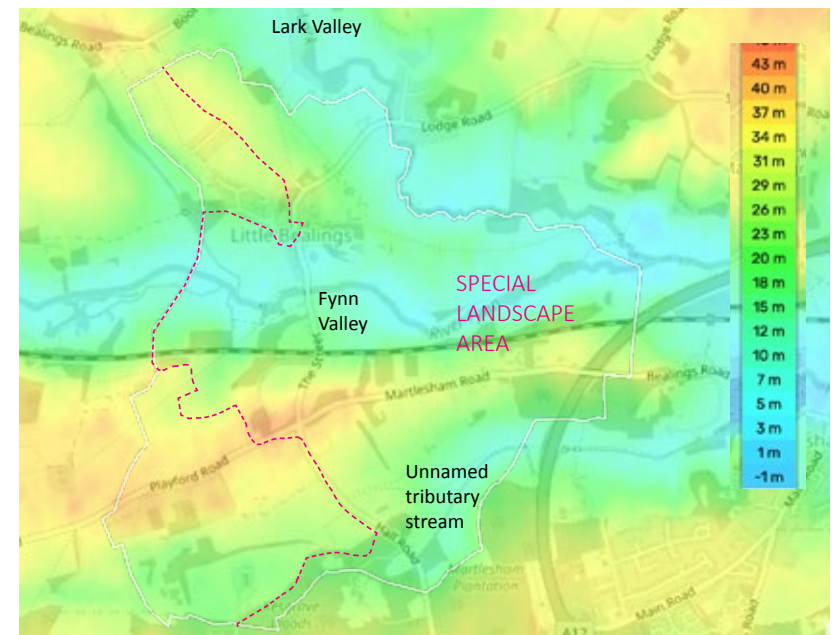 Lark Valley
Bealings Road
Lodge Road
Lodge Road
Little Bealings
Fynn
Valley
SPECIAL
LANDSCAPE
AREA
River
The Street
Martlesham Road
Bealings Road
Playford Road
Unnamed
tributary
stream
Hall Road
Martlesham
Plantation
Main Road
A12
43 m
40 m
37 m
34 m
31 m
29 m
26 m
23 m
20 m
18 m
15 m
12 m
10 m
7 m
5 m
3 m
1 m
-1 m